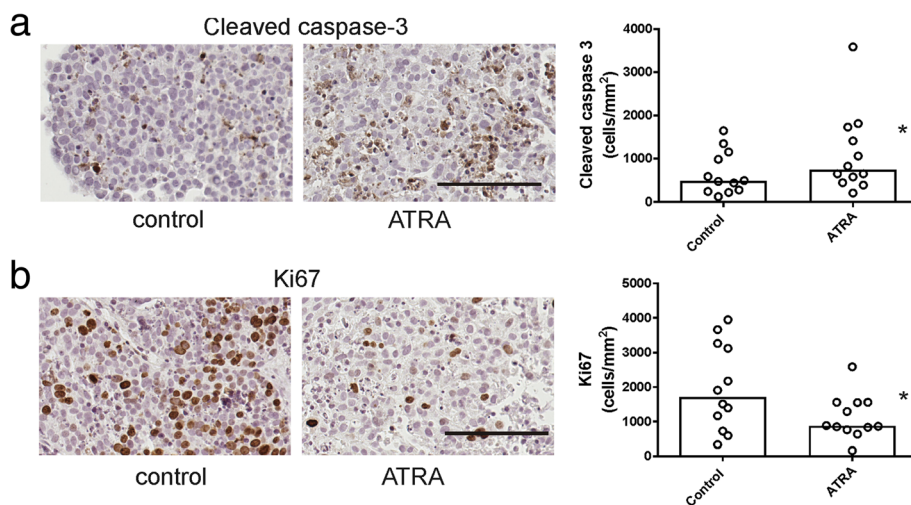 a
Cleaved caspase-3
control
ATRA
Cleaved caspase 3
(cells/mm²)
4000
3000
2000
1000
0
*
Control
ATRA
b
Ki67
control
ATRA
Ki67
(cells/mm²)
5000
4000
3000
2000
1000
0
*
Control
ATRA